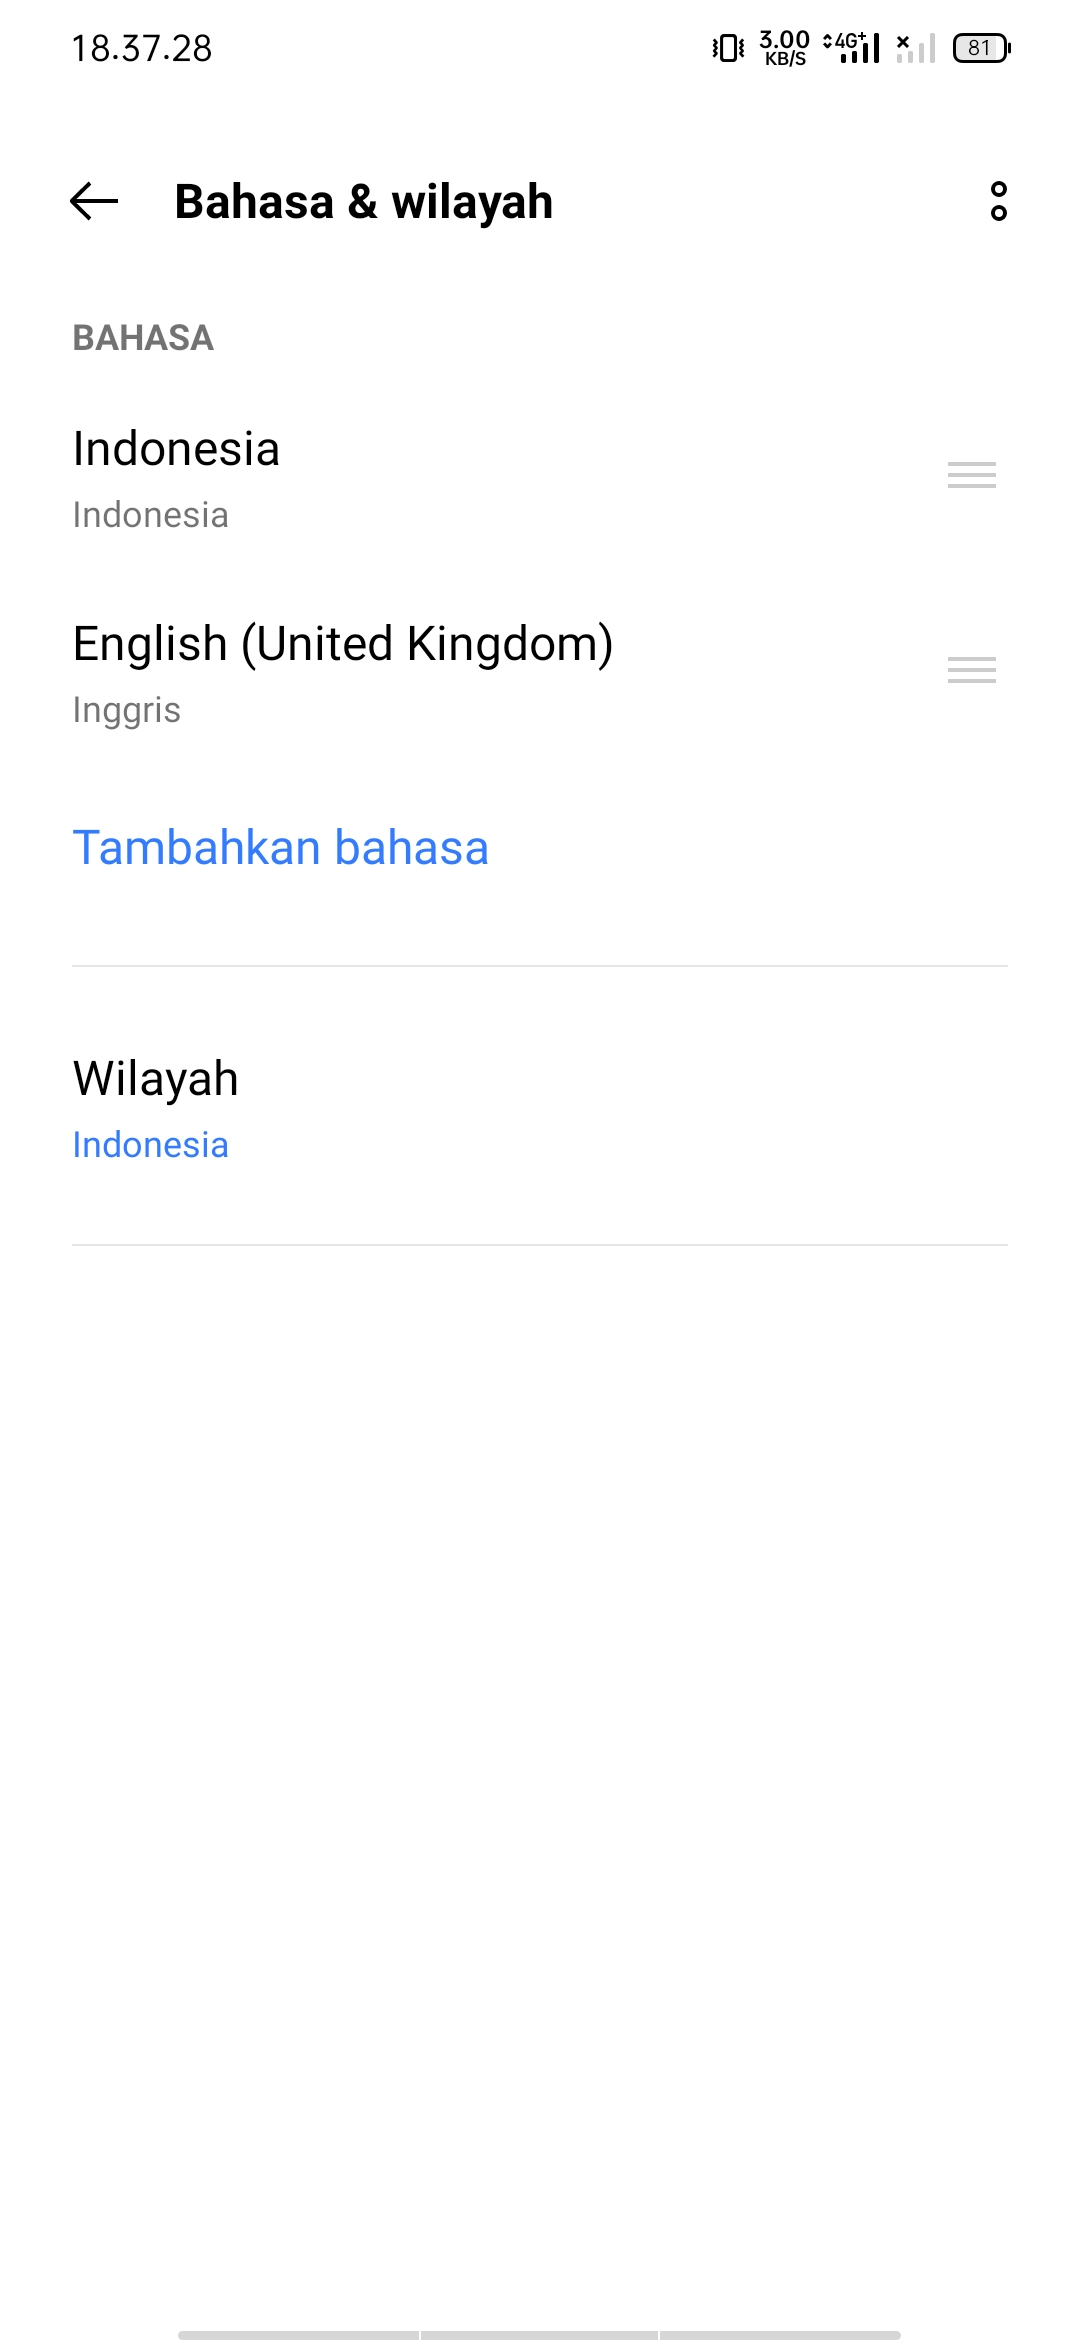 18.37.28
3.00 KB/S 4G+ 81
Bahasa & wilayah
BAHASA
Indonesia
Indonesia
English (United Kingdom)
Inggris
Tambahkan bahasa
Wilayah
Indonesia